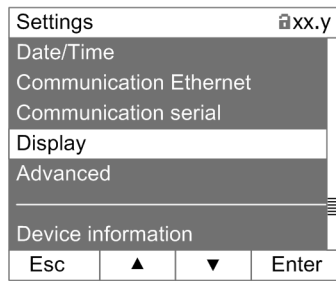 Settings xx.y
Date/Time
Communication Ethernet
Communication serial
Display
Advanced
Device information
Esc ▲ ▼ Enter